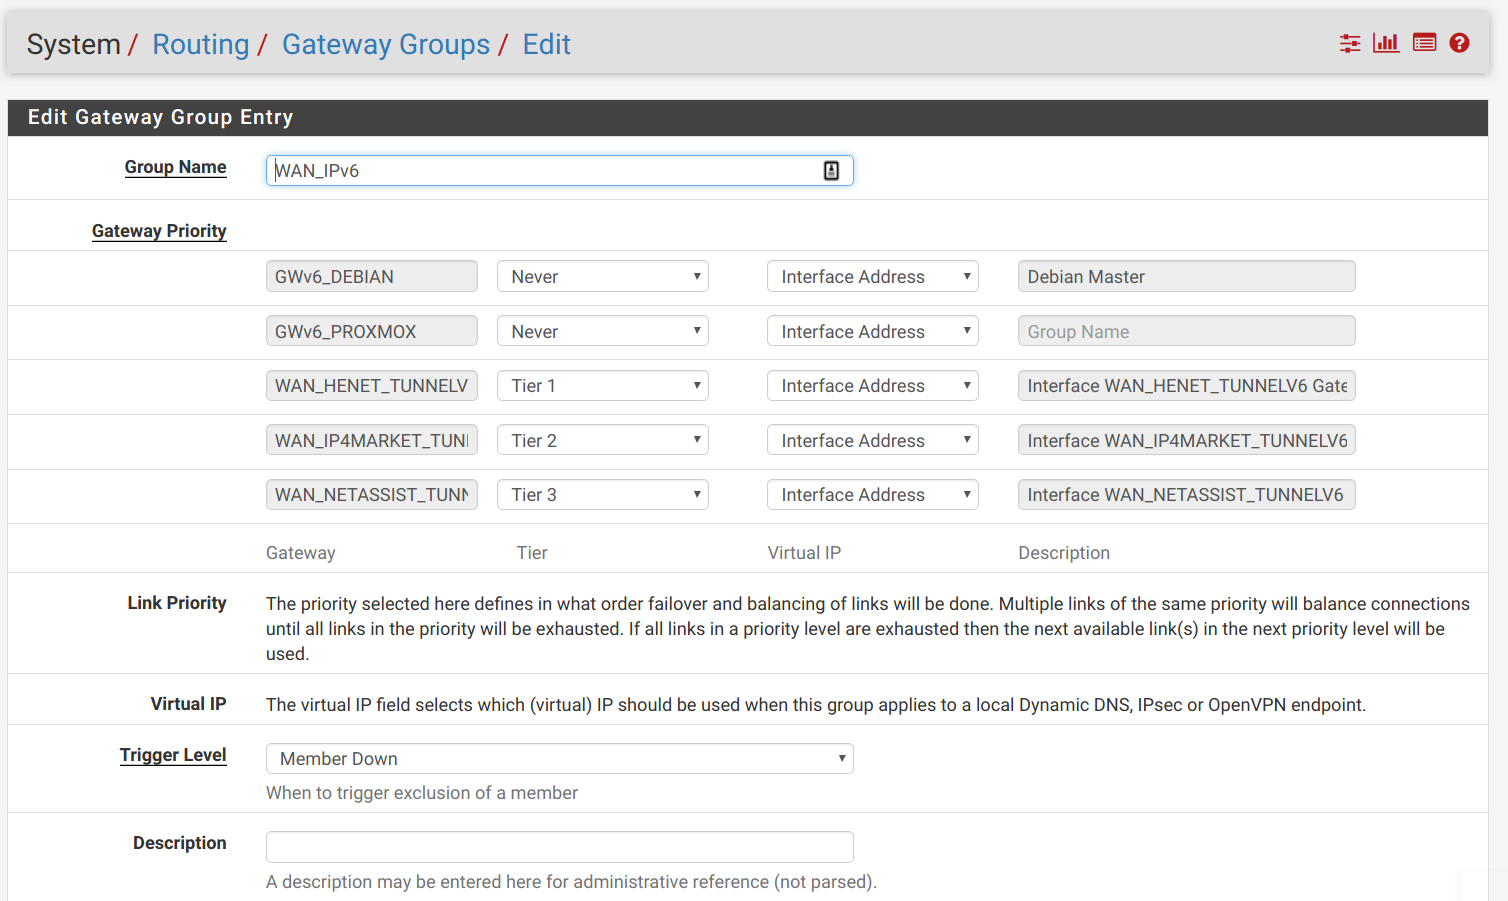 System / Routing / Gateway Groups / Edit
Edit Gateway Group Entry
Group Name WAN_IPv6
Gateway Priority
GWv6_DEBIAN Never Interface Address Debian Master
GWv6_PROXMOX Never Interface Address Group Name
WAN_HENET_TUNNELV Tier 1 Interface Address Interface WAN_HENET_TUNNELV6 Gate
WAN_IP4MARKET_TUN Tier 2 Interface Address Interface WAN_IP4MARKET_TUNNELV6
WAN_NETASSIST_TUNN Tier 3 Interface Address Interface WAN_NETASSIST_TUNNELV6
Gateway Tier Virtual IP Description
Link Priority The priority selected here defines in what order failover and balancing of links will be done. Multiple links of the same priority will balance connections
until all links in the priority will be exhausted. If all links in a priority level are exhausted then the next available link(s) in the next priority level will be
used.
Virtual IP The virtual IP field selects which (virtual) IP should be used when this group applies to a local Dynamic DNS, IPsec or OpenVPN endpoint.
Trigger Level Member Down
When to trigger exclusion of a member
Description
A description may be entered here for administrative reference (not parsed).